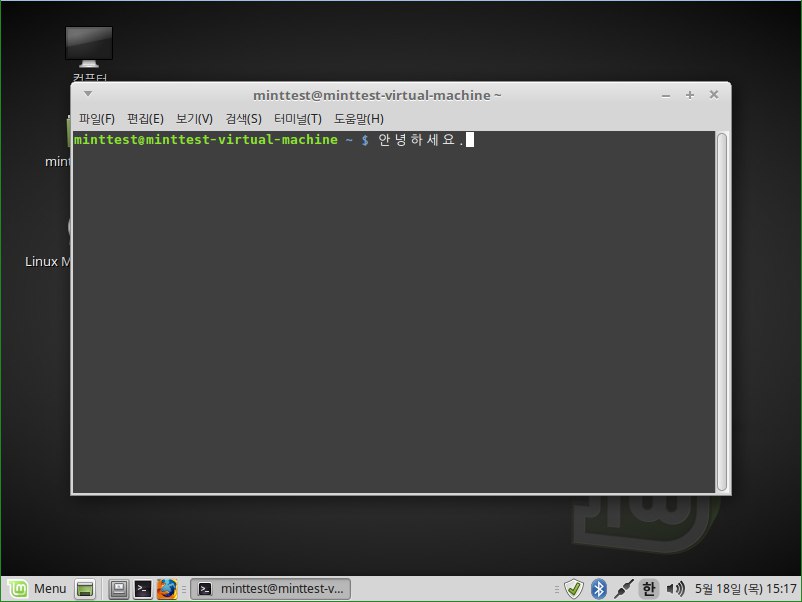 컴퓨터
minttest@minttest-virtual-machine ~
파일(F) 편집(E) 보기(V) 검색(S) 터미널(T) 도움말(H)
minttest@minttest-virtual-machine ~ $ 안녕하세요.
mint
Linux M
Menu
minttest@minttest-v...
한
5월 18일 (목) 15:17